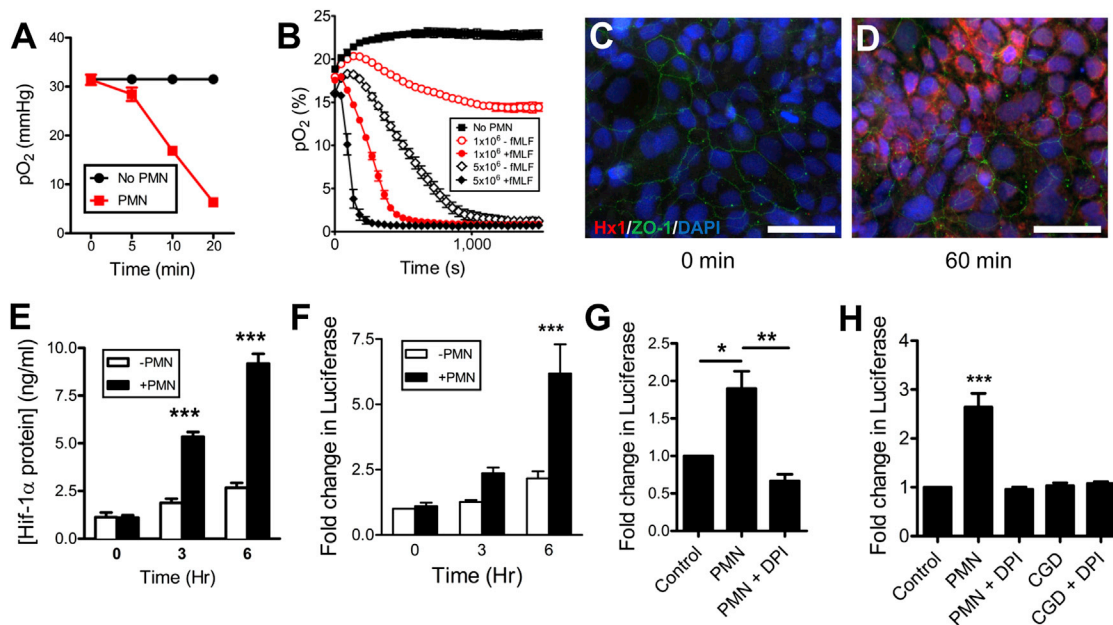 A
pO2 (mmHg)
40
30
20
10
0
No PMN
PMN
0 5 10 20
Time (min)
B
pO2 (%)
25
20
15
10
5
0
No PMN
1x10^6 - fMLF
1x10^6 +fMLF
5x10^6 - fMLF
5x10^6 +fMLF
0 1,000
Time (s)
C
Hx1/ZO-1/DAPI
0 min
D
60 min
E
[Hif-1α protein] (ng/ml)
10.0
7.5
5.0
2.5
0.0
-PMN
+PMN
***
***
0 3 6
Time (Hr)
F
Fold change in Luciferase
7.5
5.0
2.5
0.0
-PMN
+PMN
***
0 3 6
Time (Hr)
G
Fold change in Luciferase
2.5
2.0
1.5
1.0
0.5
0.0
* **
Control
PMN
PMN + DPI
H
Fold change in Luciferase
4
3
2
1
0
***
Control
PMN
PMN + DPI
CGD
CGD + DPI